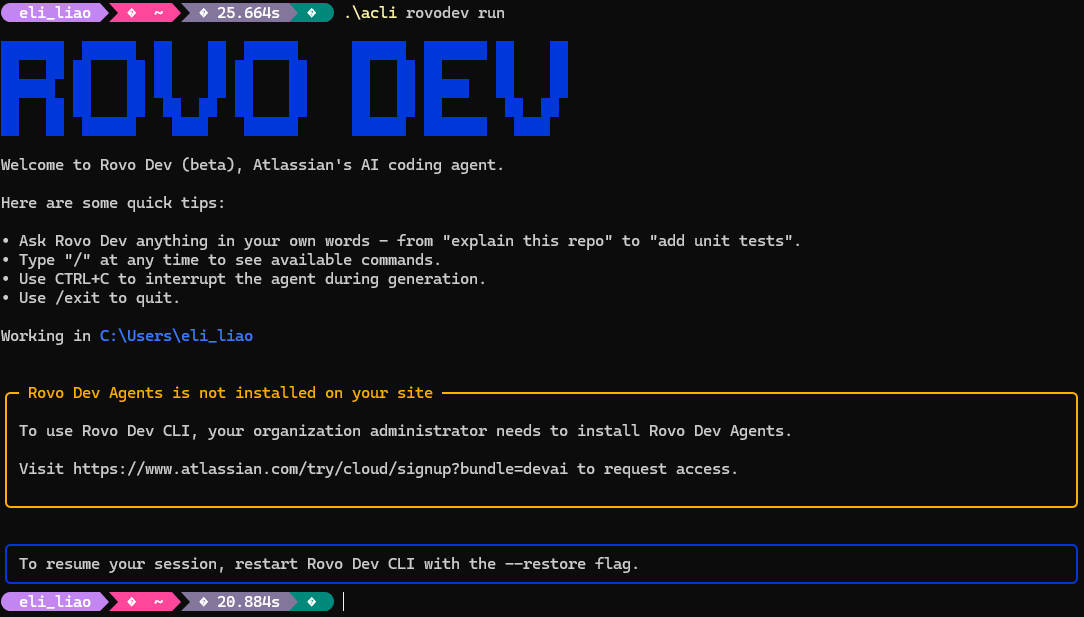 eli_liao � ~ � 25.664s � .\acli rovodev run
ROVO DEV
Welcome to Rovo Dev (beta), Atlassian's AI coding agent.
Here are some quick tips:
• Ask Rovo Dev anything in your own words – from "explain this repo" to "add unit tests".
• Type "/" at any time to see available commands.
• Use CTRL+C to interrupt the agent during generation.
• Use /exit to quit.
Working in C:\Users\eli_liao
Rovo Dev Agents is not installed on your site
To use Rovo Dev CLI, your organization administrator needs to install Rovo Dev Agents.
Visit https://www.atlassian.com/try/cloud/signup?bundle=devai to request access.
To resume your session, restart Rovo Dev CLI with the --restore flag.
eli_liao � ~ � 20.884s �